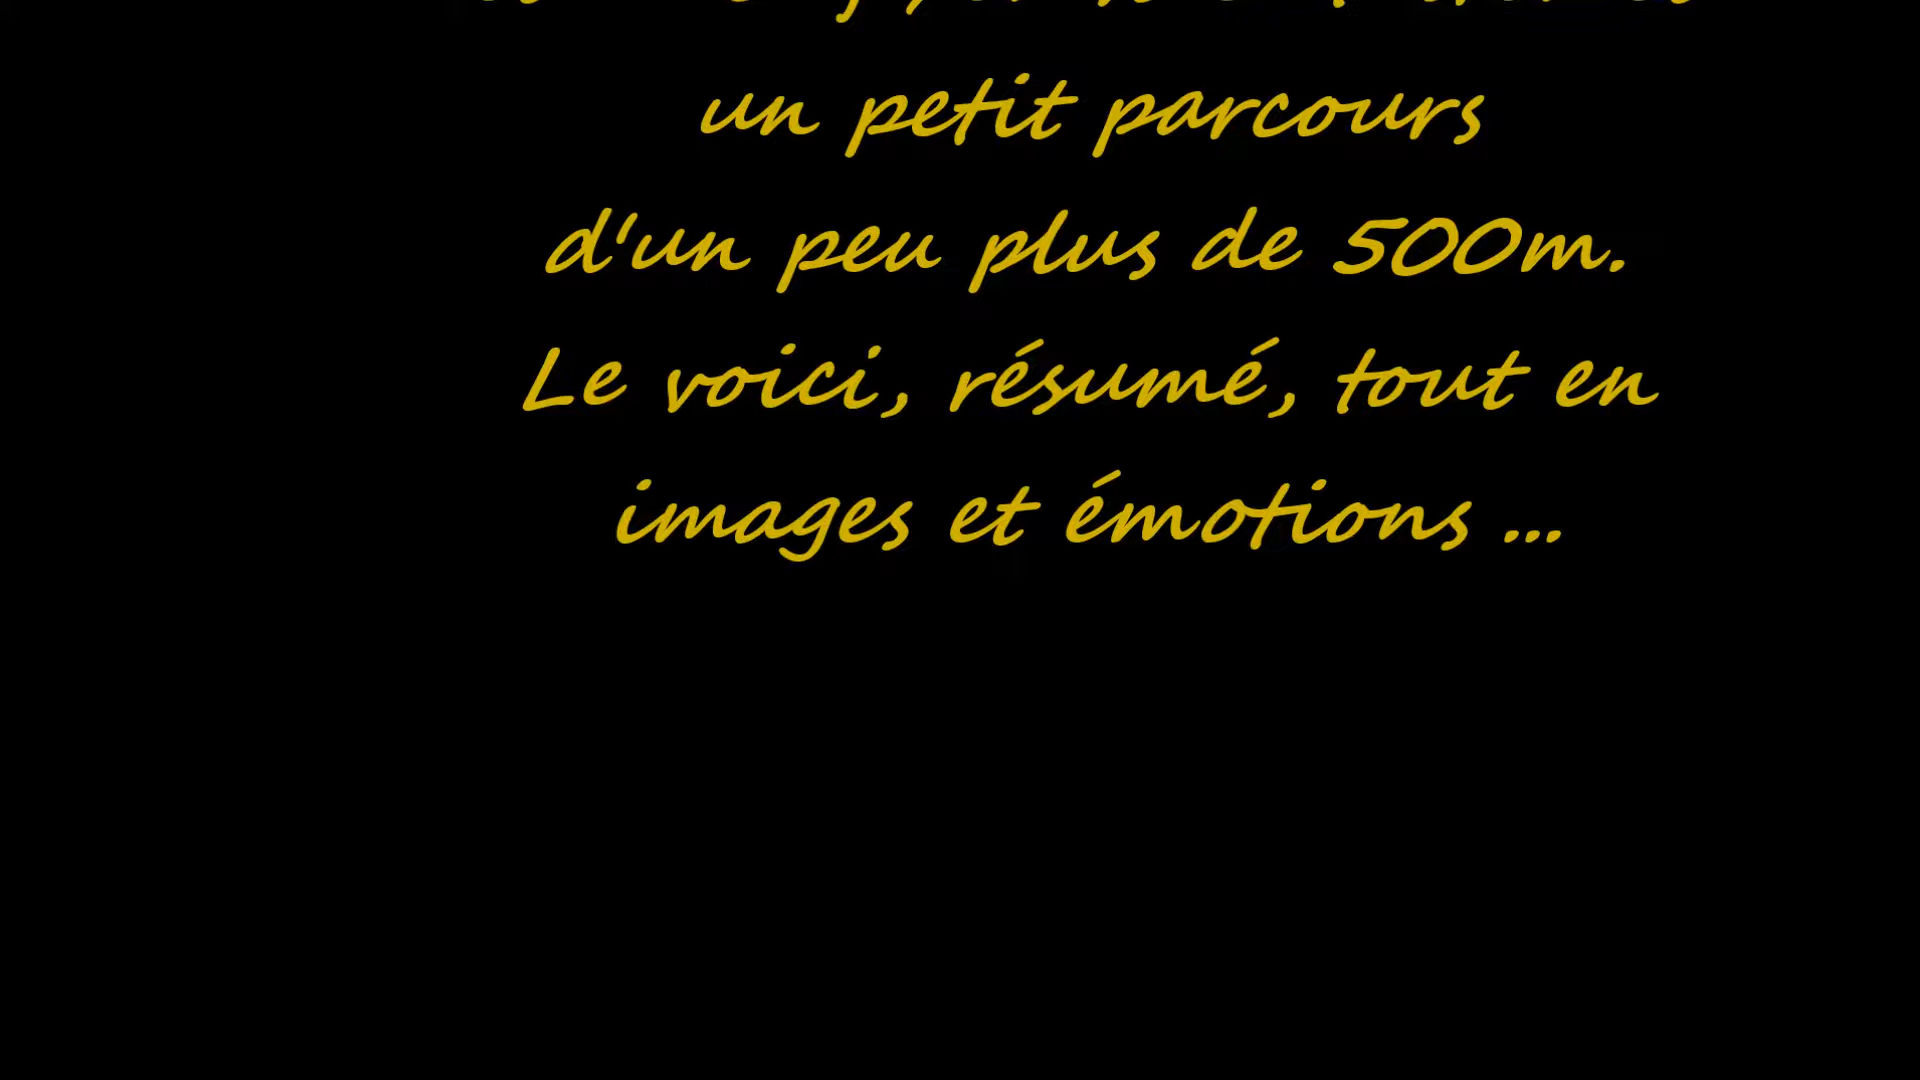 un petit parcours
d'un peu plus de 500m.
Le voici, résumé, tout en
images et émotions ...